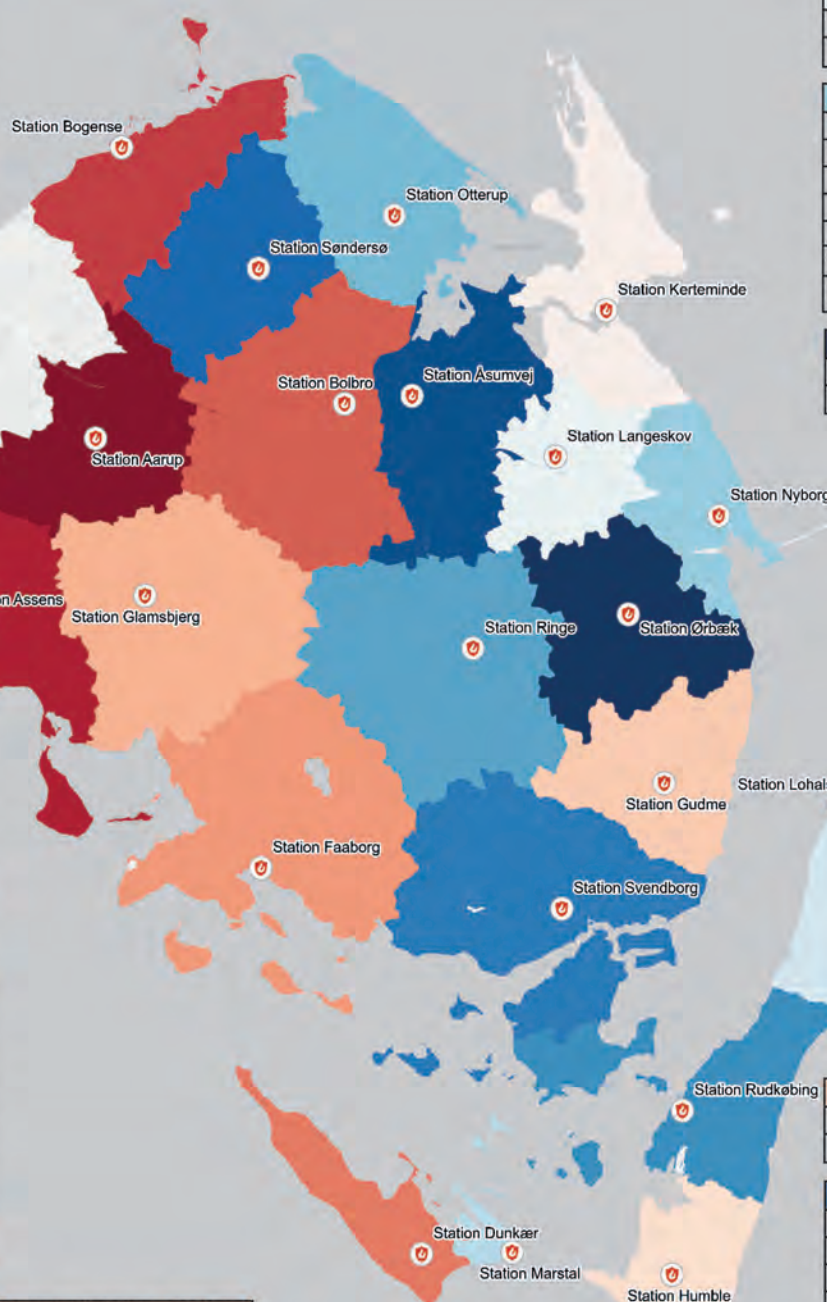 Station Bogense
Station Otterup
Station Søndersø
Station Kerteminde
Station Bolbro
Station Åsumvej
Station Langeskov
Station Aarup
Station Nyborg
n Assens
Station Glamsbjerg
Station Ringe
Station Ørbæk
Station Lohals
Station Gudme
Station Faaborg
Station Svendborg
Station Rudkøbing
Station Dunkær
Station Marstal
Station Humble